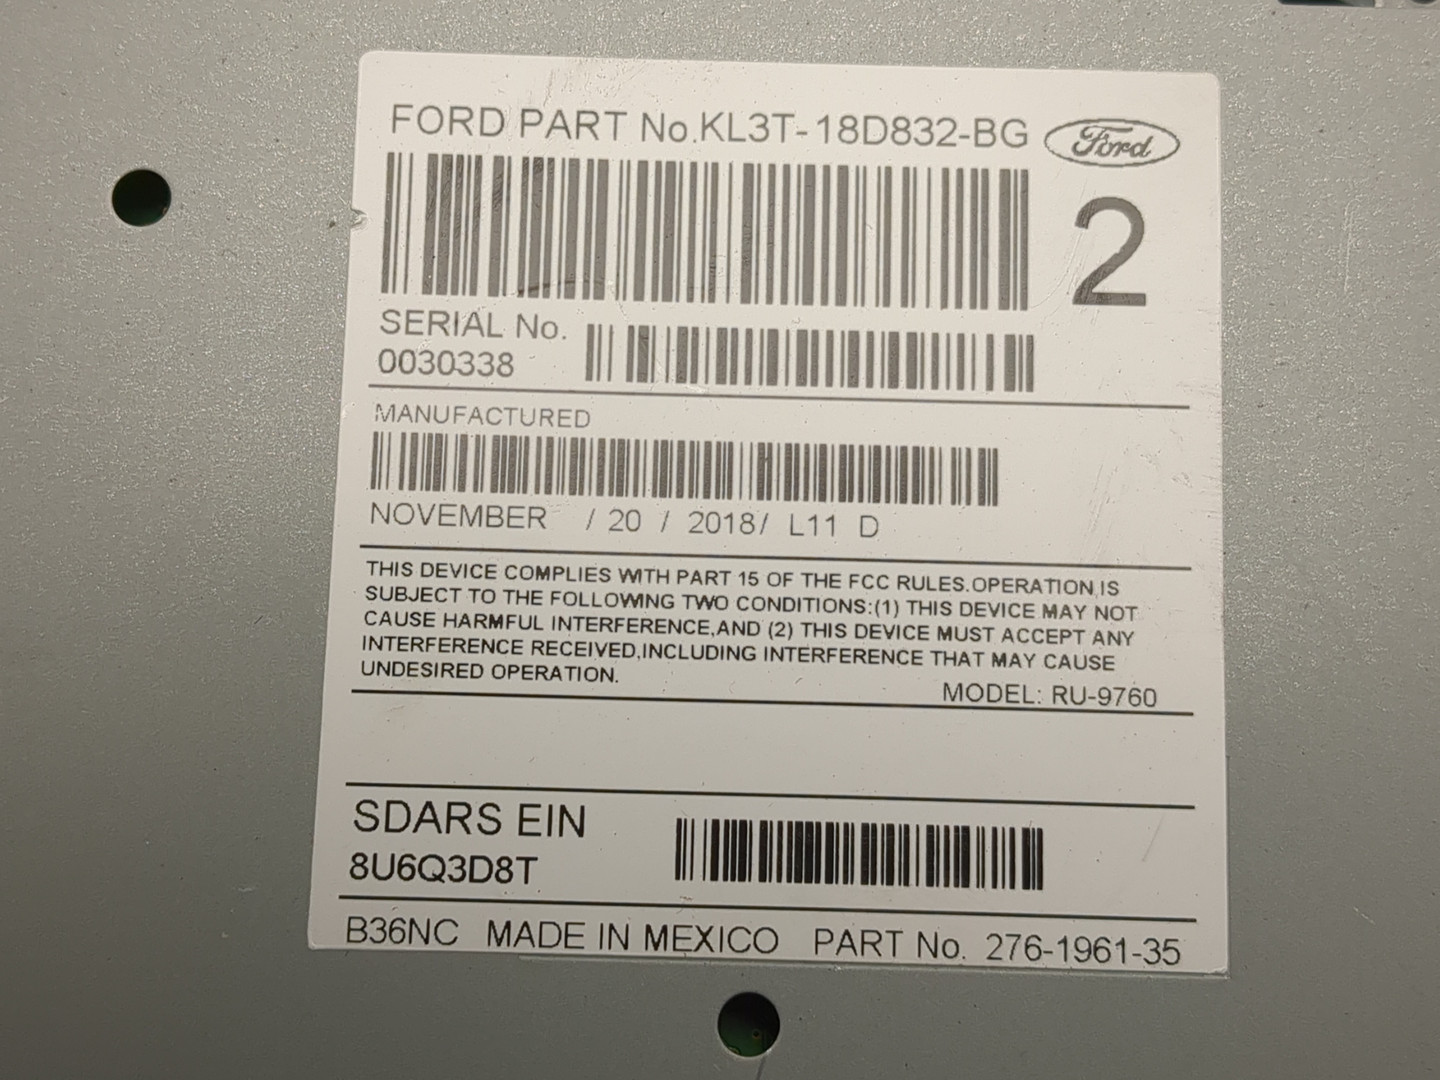 FORD PART No.KL3T-18D832-BG
Ford
2
SERIAL No.
0030338
MANUFACTURED
NOVEMBER / 20 / 2018/ L11 D
THIS DEVICE COMPLIES WITH PART 15 OF THE FCC RULES.OPERATION IS
SUBJECT TO THE FOLLOWING TWO CONDITIONS:(1) THIS DEVICE MAY NOT
CAUSE HARMFUL INTERFERENCE,AND (2) THIS DEVICE MUST ACCEPT ANY
INTERFERENCE RECEIVED,INCLUDING INTERFERENCE THAT MAY CAUSE
UNDESIRED OPERATION.
MODEL: RU-9760
SDARS EIN
8U6Q3D8T
B36NC MADE IN MEXICO PART No. 276-1961-35